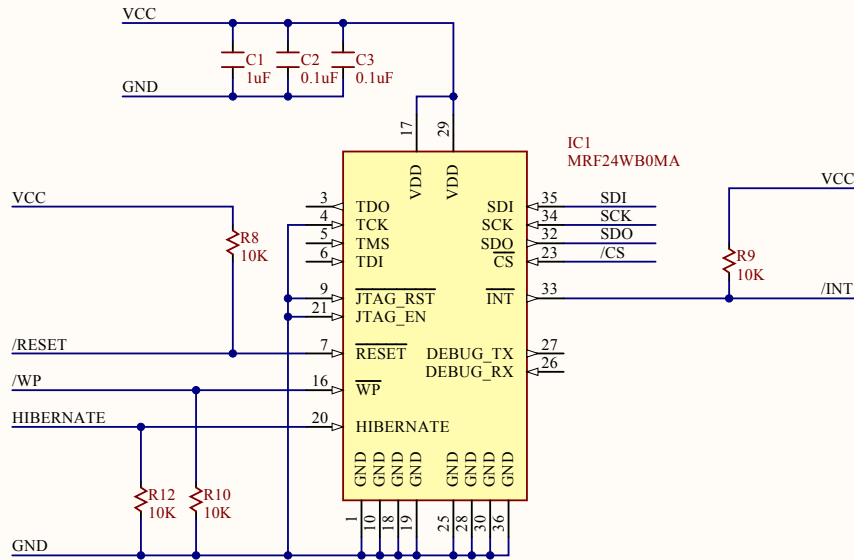 VCC
C1 C2 C3
1uF 0.1uF 0.1uF
GND
17 29
IC1
MRF24WB0MA
VDD VDD
VCC
VCC
3 TDO SDI 35 SDI
4 TCK SCK 34 SCK
5 TMS SDO 32 SDO
6 TDI CS 23 /CS
R8
10K
R9
10K
9 JTAG_RST INT 33 /INT
21 JTAG_EN
/RESET 7 RESET DEBUG_TX 27
DEBUG_RX 26
/WP 16 WP
HIBERNATE 20 HIBERNATE
GND GND GND GND GND GND GND GND
R12 R10
10K 10K
1 10 18 19 25 28 30 36
GND